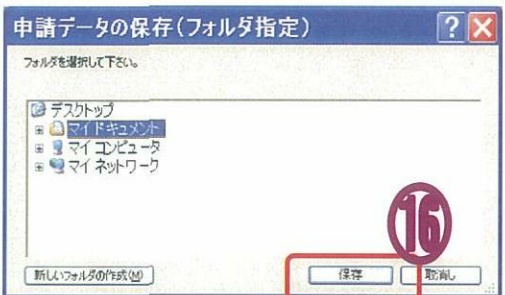 申請データの保存(フォルダ指定)
フォルダを選択して下さい。
デスクトップ
マイドキュメント
マイ コンピュータ
マイ ネットワーク
16
新しいフォルダの作成(M) 保存 取消し